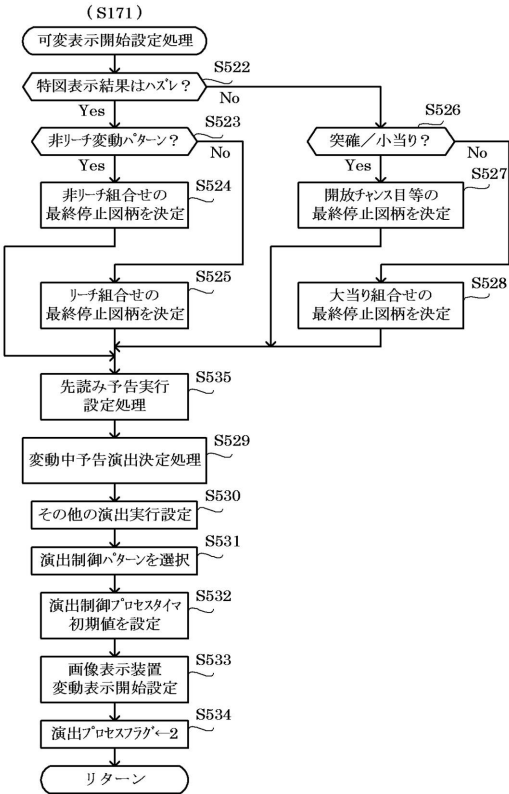 (S171)
可変表示開始設定処理
S522
特図表示結果はハズレ?
Yes
No
S523
非リーチ変動パターン?
Yes
No
S526
突確/小当り?
Yes
No
S524
非リーチ組合せの
最終停止図柄を決定
S527
開放チャンス目等の
最終停止図柄を決定
S525
リーチ組合せの
最終停止図柄を決定
S528
大当り組合せの
最終停止図柄を決定
S535
先読み予告実行
設定処理
S529
変動中予告演出決定処理
S530
その他の演出実行設定
S531
演出制御パターンを選択
S532
演出制御プロセスタイマ
初期値を設定
S533
画像表示装置
変動表示開始設定
S534
演出プロセスフラグ←2
リターン